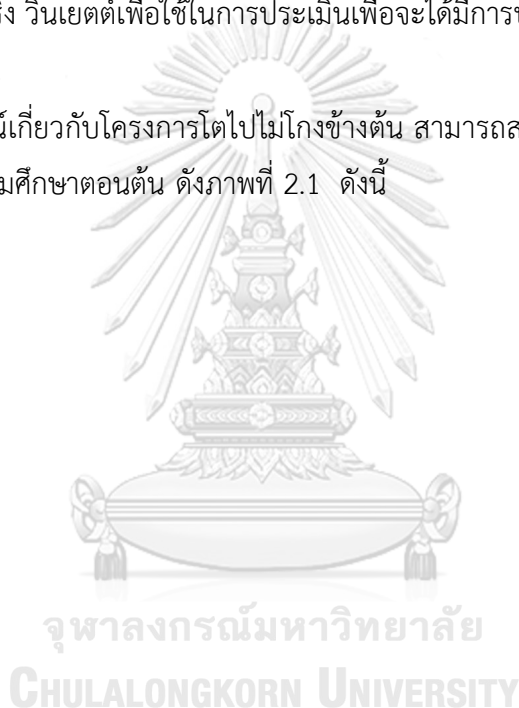 ริง วินเยตต์เพื่อใช้ในการประเมินเพื่อจะได้มีการ
น์เกี่ยวกับโครงการโตไปไม่โกงข้างต้น สามารถส
มศึกษาตอนต้น ดังภาพที่ 2.1 ดังนี้
จุฬาลงกรณ์มหาวิทยาลัย
CHULALONGKORN UNIVERSITY